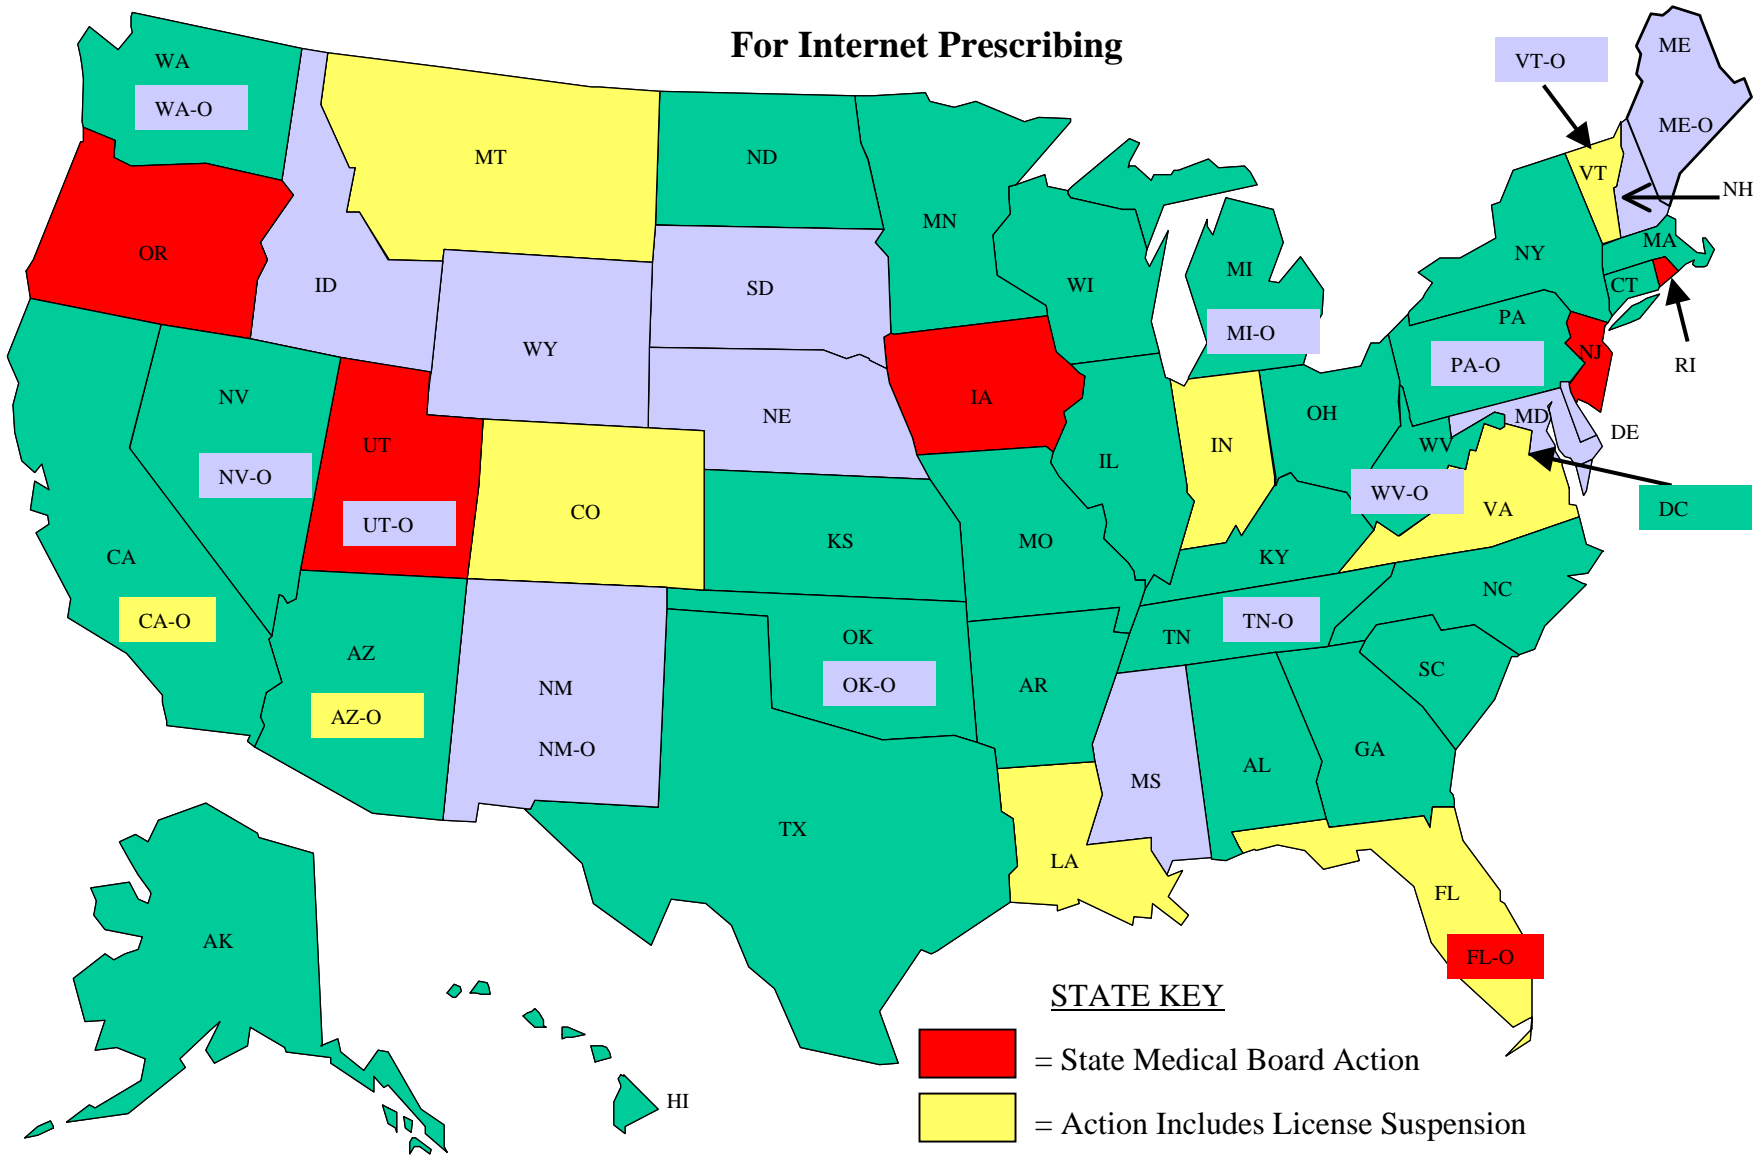 For Internet Prescribing
VT-O
ME
WA
WA-O
ME-O
MT
ND
VT
NH
MN
OR
NY
MA
ID
SD
WI
MI
CT
MI-O
PA
WY
PA-O
NJ
RI
NV
IA
NE
OH
MD
DE
UT
IN
WV
IL
NV-O
WV-O
UT-O
CO
VA
DC
CA
KS
MO
KY
NC
CA-O
TN-O
AZ
OK
TN
SC
NM
OK-O
AR
AZ-O
NM-O
GA
AL
MS
TX
LA
FL
AK
FL-O
STATE KEY
= State Medical Board Action
HI
= Action Includes License Suspension